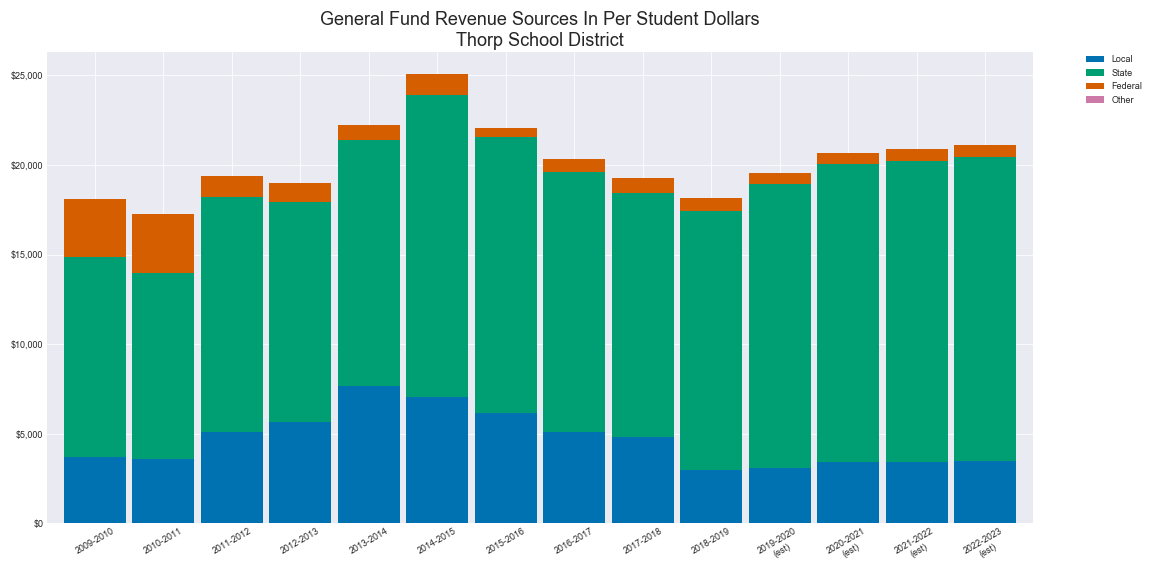 General Fund Revenue Sources In Per Student Dollars
Thorp School District
Local
State
Federal
Other
$25,000
$20,000
$15,000
$10,000
$5,000
$0
2009-2010
2010-2011
2011-2012
2012-2013
2013-2014
2014-2015
2015-2016
2016-2017
2017-2018
2018-2019
2019-2020
(est)
2020-2021
(est)
2021-2022
(est)
2022-2023
(est)